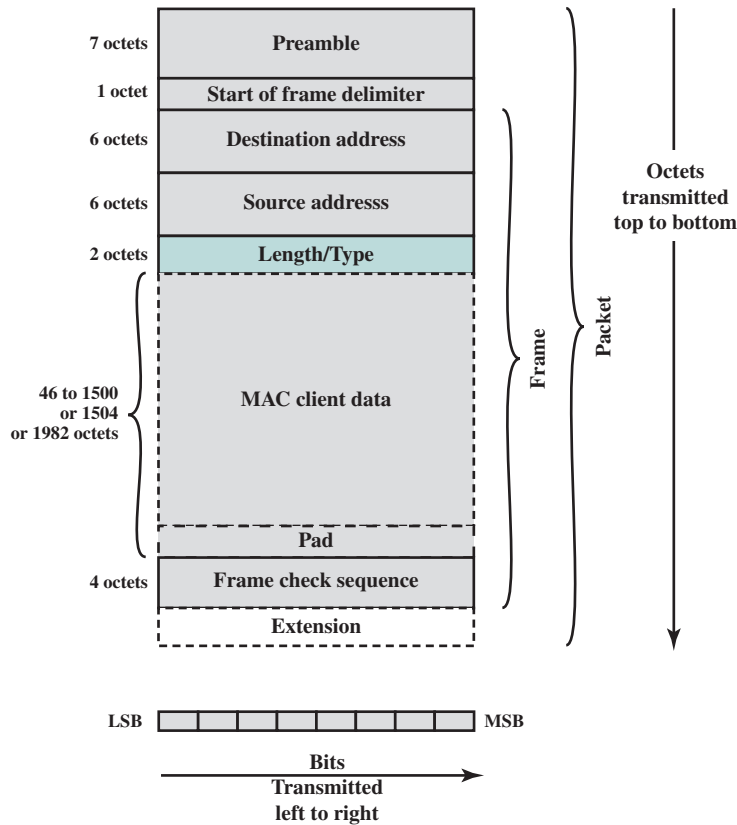 7 octets
Preamble
1 octet
Start of frame delimiter
6 octets
Destination address
6 octets
Source addresss
2 octets
Length/Type
46 to 1500
or 1504
or 1982 octets
MAC client data
Pad
4 octets
Frame check sequence
Extension
Frame
Packet
Octets
transmitted
top to bottom
LSB
MSB
Bits
Transmitted
left to right